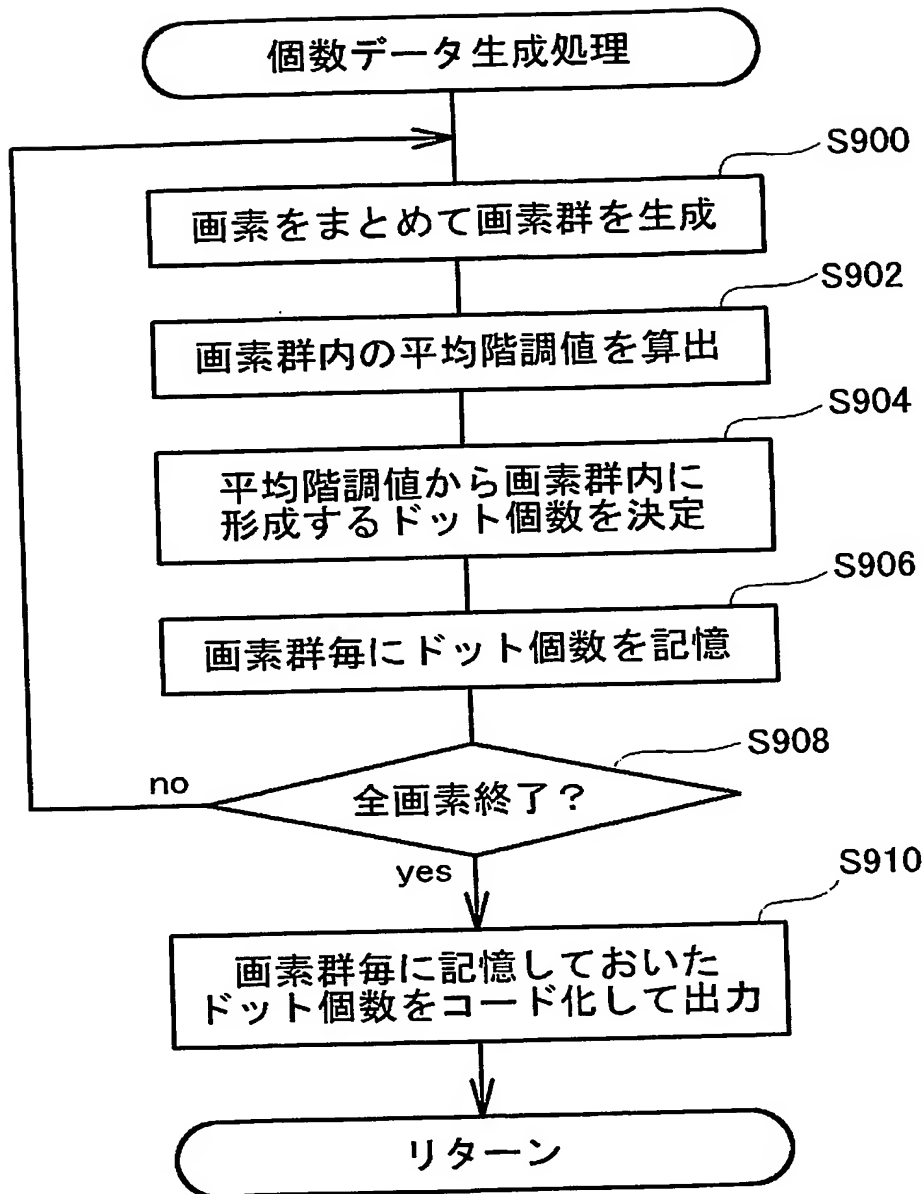 個数データ生成処理
S900
画素をまとめて画素群を生成
S902
画素群内の平均階調値を算出
S904
平均階調値から画素群内に
形成するドット個数を決定
S906
画素群毎にドット個数を記憶
S908
no
全画素終了?
yes
S910
画素群毎に記憶しておいた
ドット個数をコード化して出力
リターン